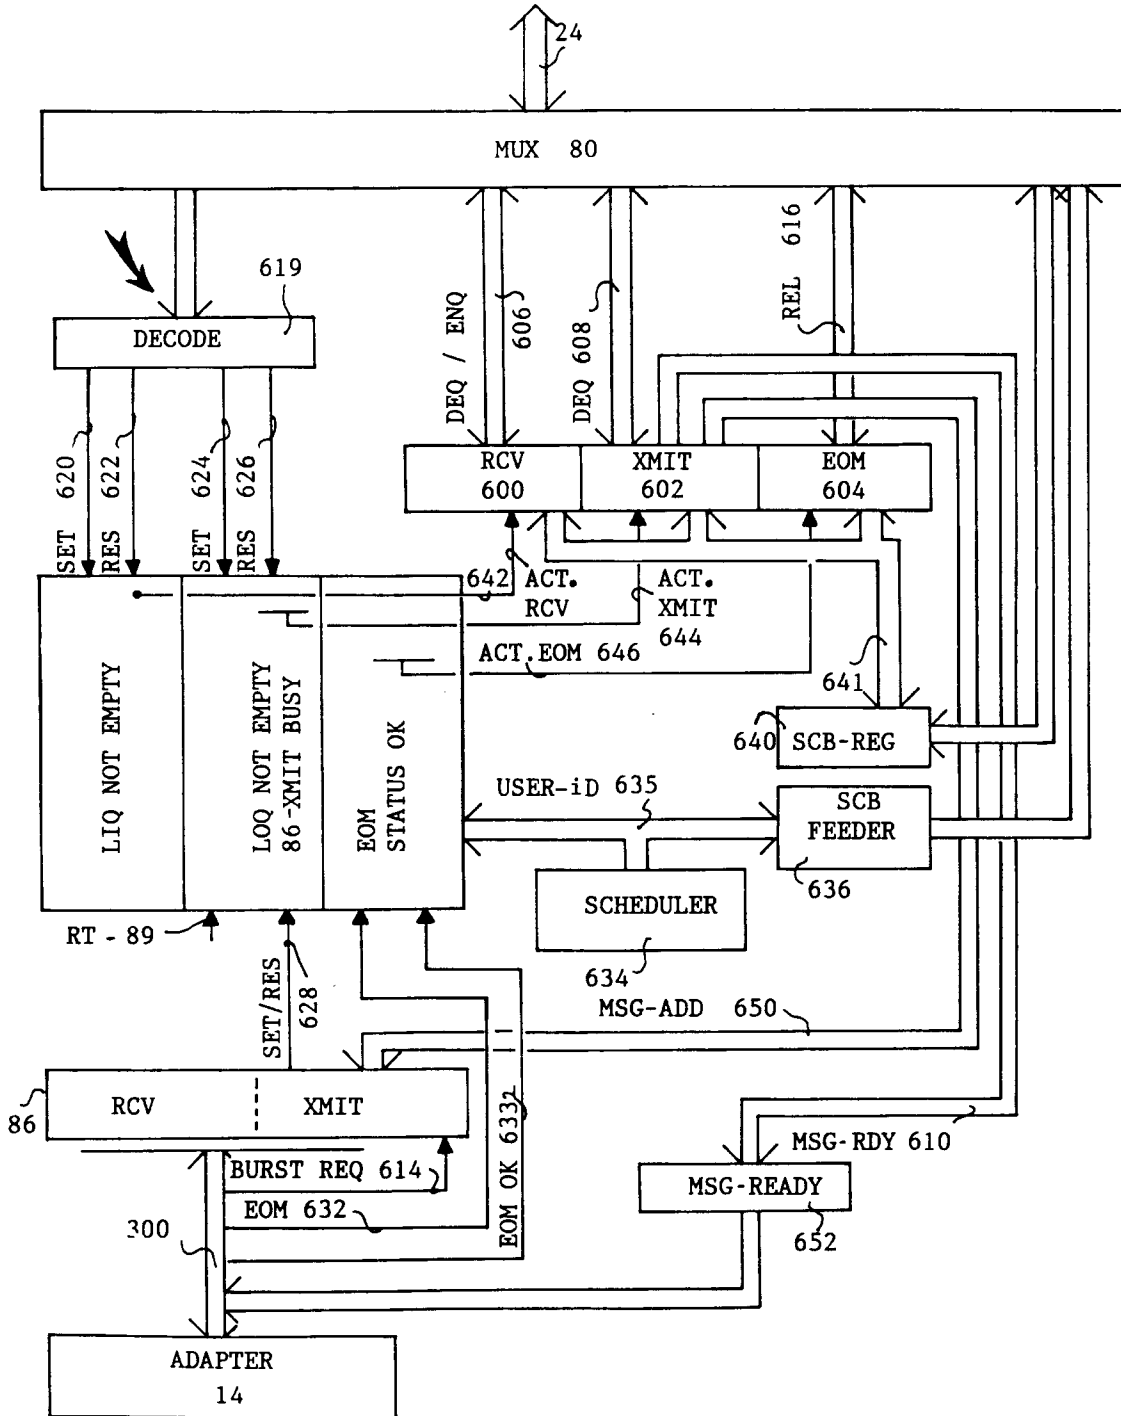 24
MUX 80
619
DECODE
SET 620
RES 622
SET 624
RES 626
DEQ / ENQ
606
DEQ 608
REL 616
RCV
600
XMIT
602
EOM
604
642
ACT.
RCV
ACT.
XMIT
644
ACT.EOM 646
641
LIQ NOT EMPTY
LOQ NOT EMPTY
86-XMIT BUSY
EOM
STATUS OK
640
SCB-REG
USER-iD 635
SCB
FEEDER
636
SCHEDULER
634
RT - 89
SET/RES
628
MSG-ADD 650
86
RCV
XMIT
BURST REQ 614
EOM 632
EOM OK 633
MSG-RDY 610
MSG-READY
652
300
ADAPTER
14